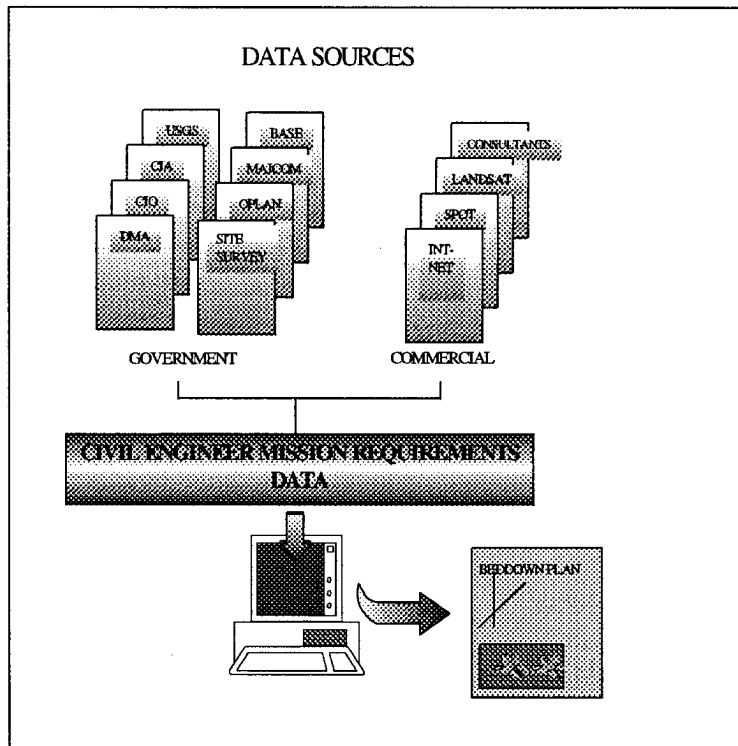 DATA SOURCES
USGS
CIA
CIO
DMA
BASE
MAJCOM
OPLAN
SITE
SURVEY
CONSULTANTS
LANDSAT
SPOT
INT-
NET
GOVERNMENT
COMMERCIAL
CIVIL ENGINEER MISSION REQUIREMENTS
DATA
BEDDOWN PLAN